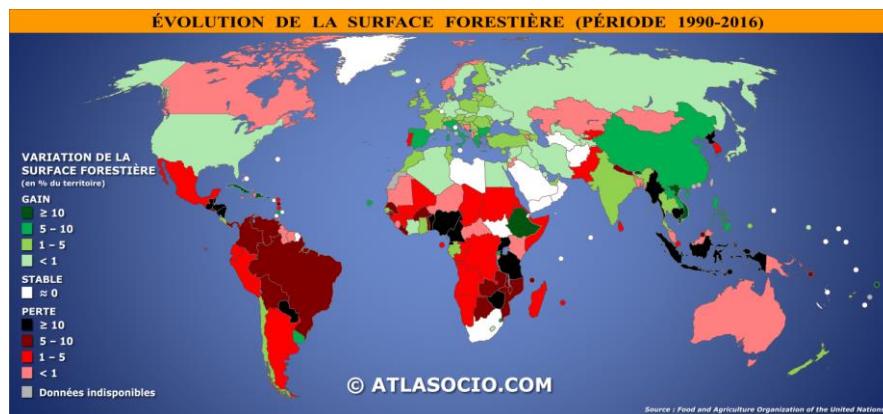 ÉVOLUTION DE LA SURFACE FORESTIÈRE (PÉRIODE 1990-2016)
VARIATION DE LA
SURFACE FORESTIÈRE
(en % du territoire)
GAIN
≥ 10
5 - 10
1 - 5
< 1
STABLE
≈ 0
PERTE
≥ 10
5 - 10
1 - 5
< 1
Données indisponibles
© ATLASOCIO.COM
Source : Food and Agriculture Organization of the United Nations